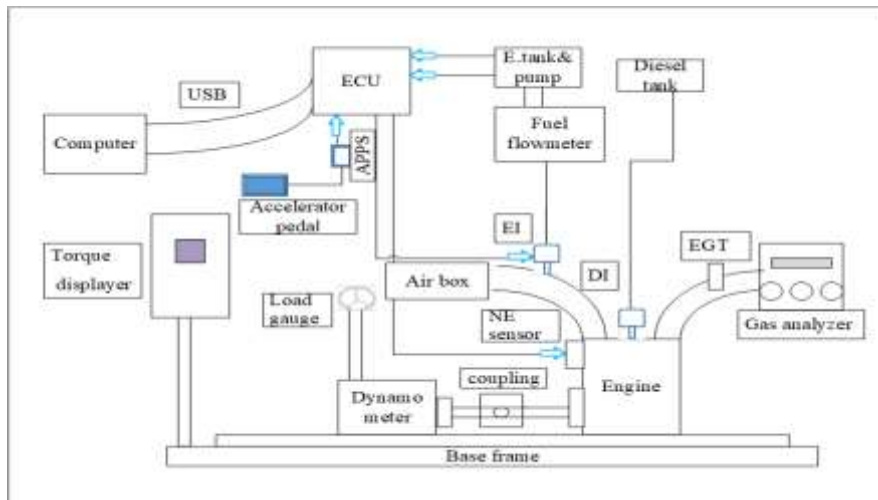 E.tank&
pump
Diesel
tank
ECU
USB
Computer
Fuel
flowmeter
APPS
Accelerator
pedal
EI
EGT
Torque
displayer
Air box
DI
Load
gauge
NE
sensor
Gas analyzer
coupling
Dynamo
meter
Engine
Base frame